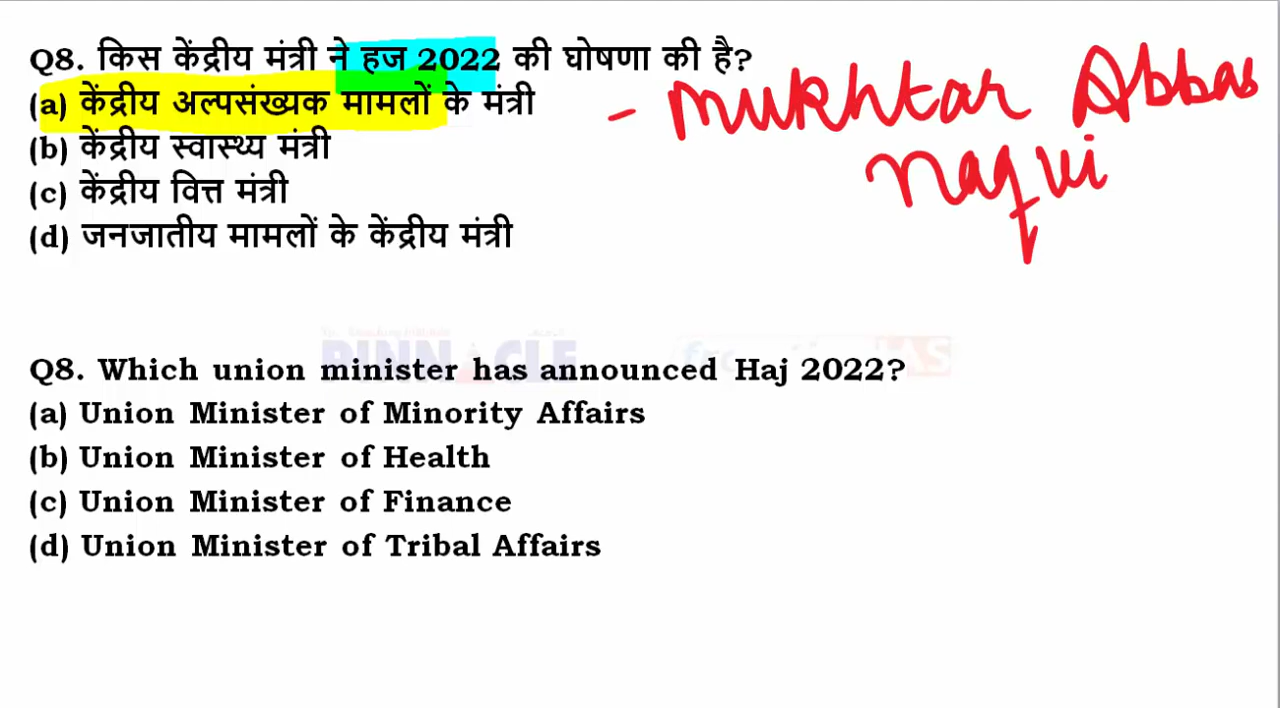 Q8. किस केंद्रीय मंत्री ने हज 2022 की घोषणा की है?
(a) केंद्रीय अल्पसंख्यक मामलों के मंत्री
- Mukhtar Abbas
Naqvi
(b) केंद्रीय स्वास्थ्य मंत्री
(c) केंद्रीय वित्त मंत्री
(d) जनजातीय मामलों के केंद्रीय मंत्री
PINNACLE
Q8. Which union minister has announced Haj 2022?
(a) Union Minister of Minority Affairs
(b) Union Minister of Health
(c) Union Minister of Finance
(d) Union Minister of Tribal Affairs